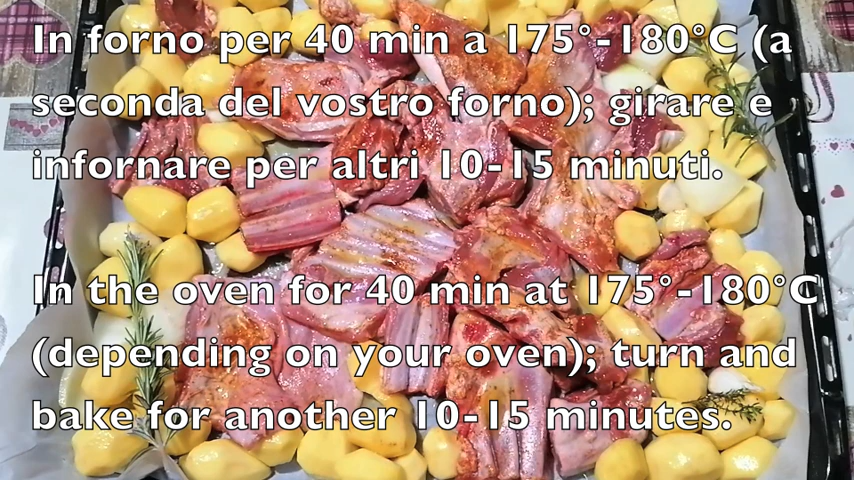 In forno per 40 min a 175°-180°C (a
seconda del vostro forno); girare e
infornare per altri 10-15 minuti.
In the oven for 40 min at 175°-180°C
(depending on your oven); turn and
bake for another 10-15 minutes.